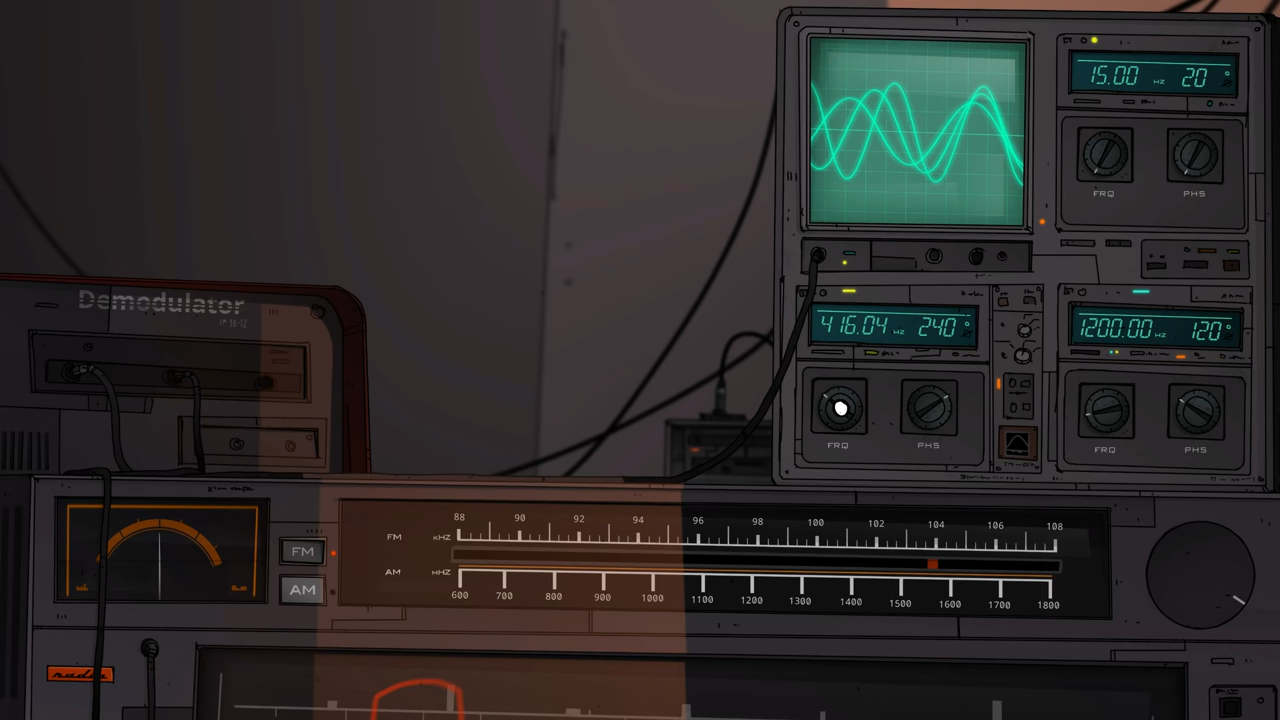 15.00 HZ 20°
FRQ PHS
Demodulator
416.04 HZ 240°
1200.00 HZ 120°
FRQ PHS
FRQ PHS
88 90 92 94 96 98 100 102 104 106 108
FM KHZ
FM
AM MHZ
AM
600 700 800 900 1000 1100 1200 1300 1400 1500 1600 1700 1800